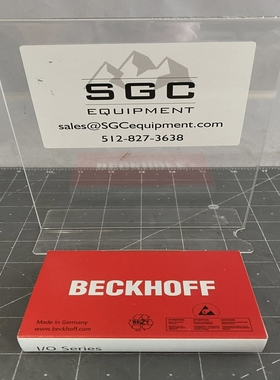 SGC
EQUIPMENT
sales@SGCequipment.com
512-827-3638
BECKHOFF
Made in Germany
www.beckhoff.com
I/O Series